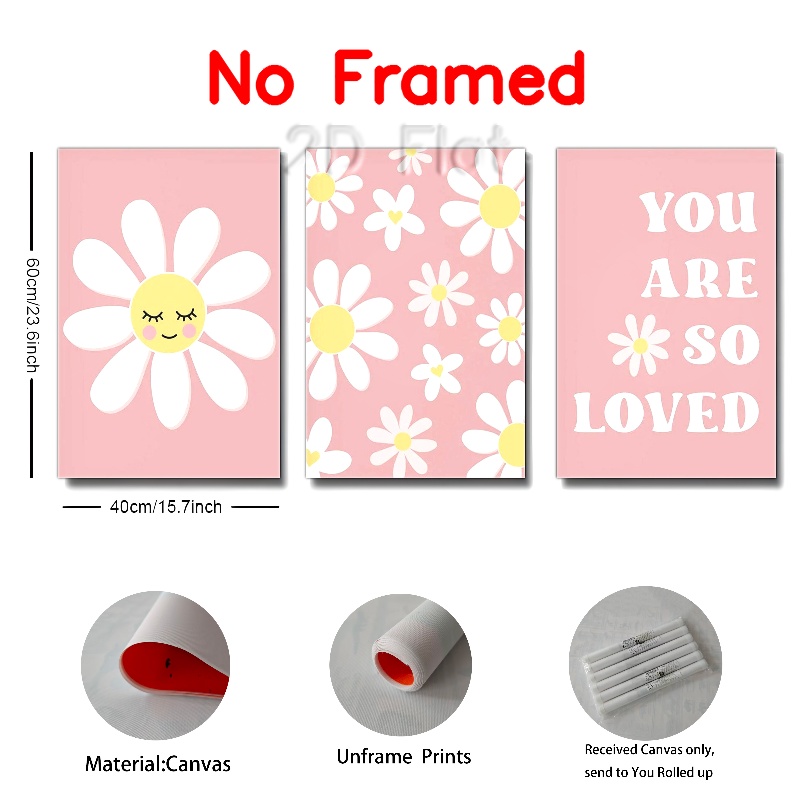 No Framed
2D Flat
60cm/23.6inch
YOU
ARE
SO
LOVED
40cm/15.7inch
Material:Canvas
Unframe Prints
Received Canvas only,
send to You Rolled up